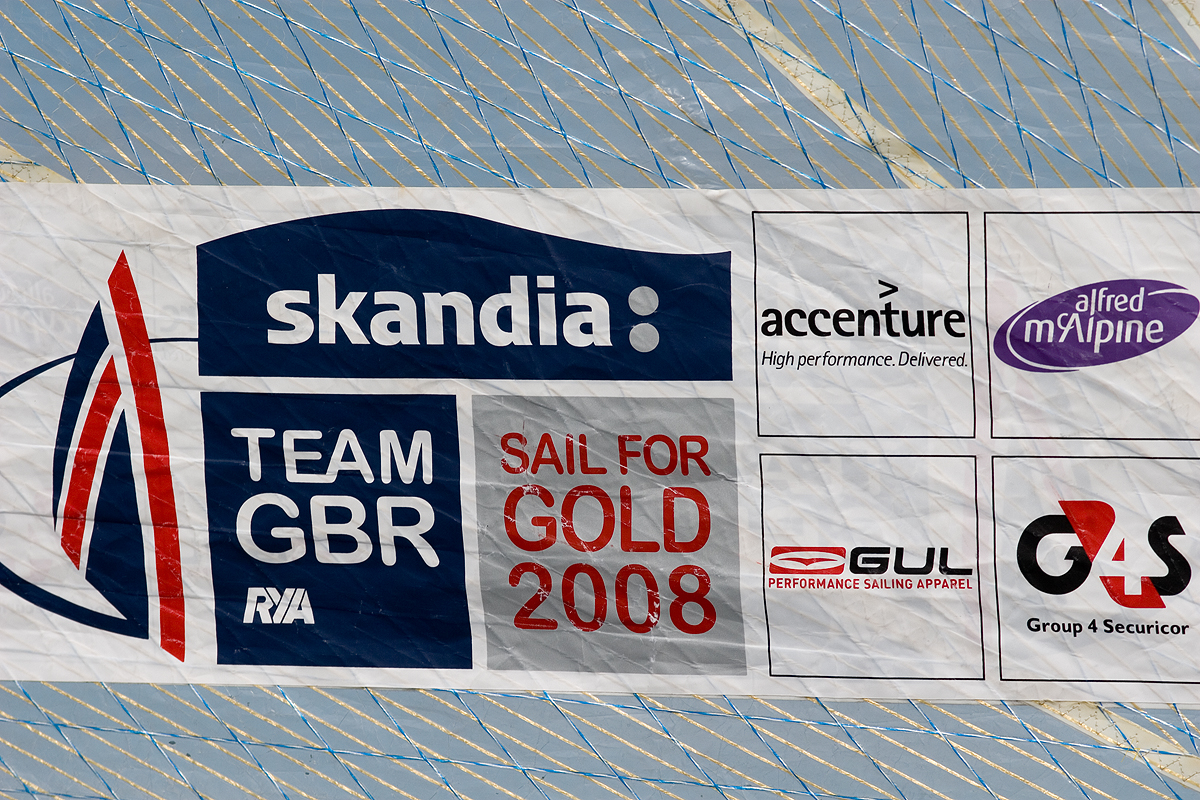 skandia:
TEAM
GBR
RYA
SAIL FOR
GOLD
2008
>
accenture
High performance. Delivered.
alfred
mcAlpine
GUL
PERFORMANCE SAILING APPAREL
G4S
Group 4 Securicor